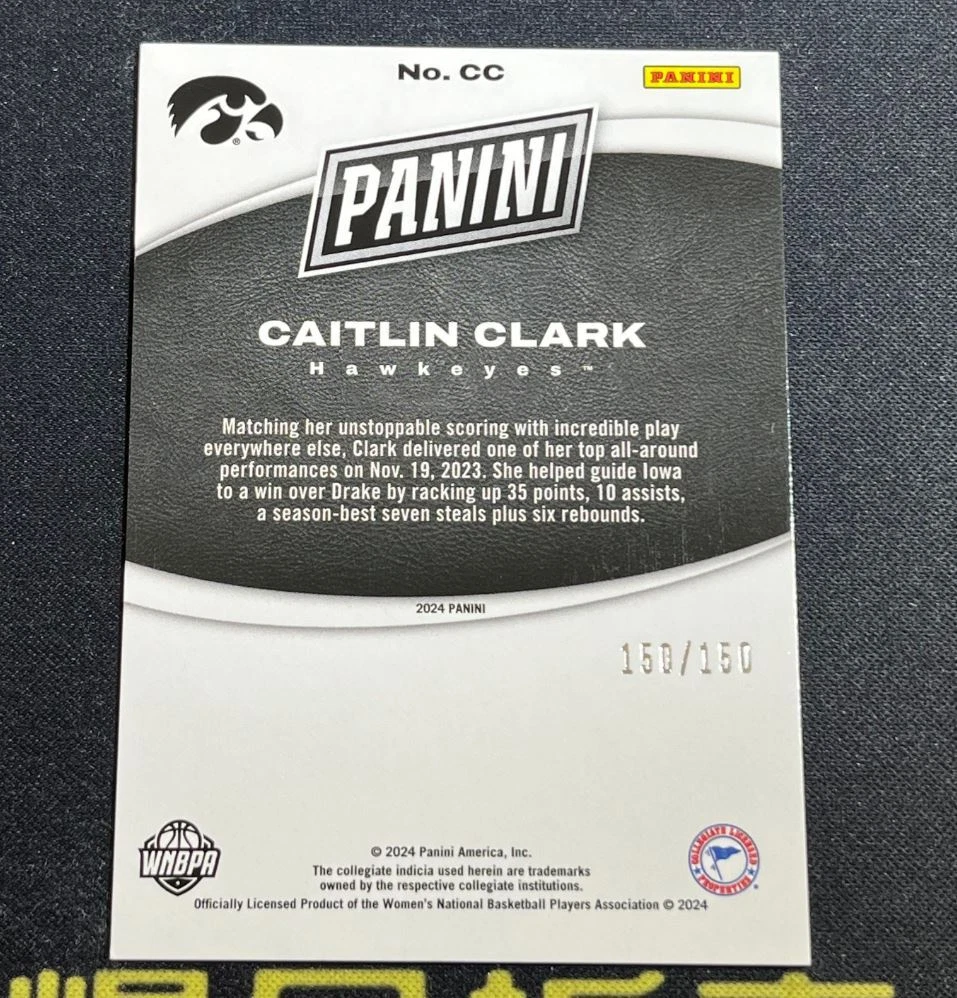 No. CC
PANINI
PANINI
CAITLIN CLARK
Hawkeyes™
Matching her unstoppable scoring with incredible play
everywhere else, Clark delivered one of her top all-around
performances on Nov. 19, 2023. She helped guide Iowa
to a win over Drake by racking up 35 points, 10 assists,
a season-best seven steals plus six rebounds.
2024 PANINI
150/150
WNBPA
COLLEGIATE LICENSED
PROPERTIES
®
© 2024 Panini America, Inc.
The collegiate indicia used herein are trademarks
owned by the respective collegiate institutions.
Officially Licensed Product of the Women's National Basketball Players Association © 2024